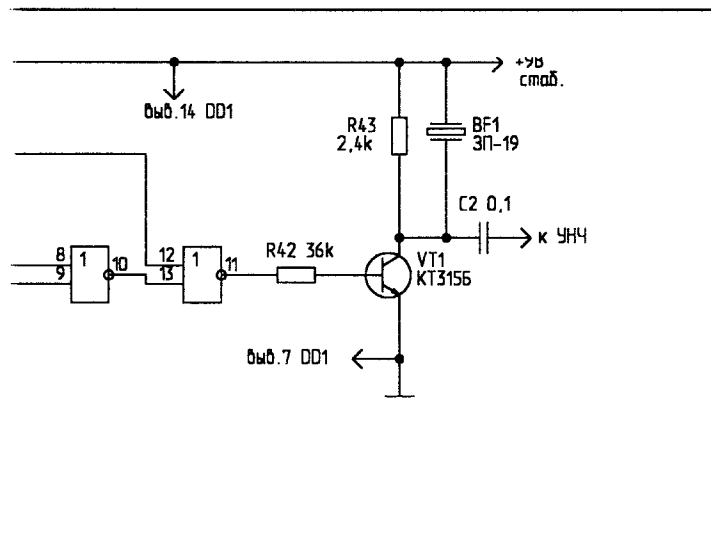 +9В
стаб.
выв.14 DD1
R43
2,4k
BF1
ЗП-19
C2 0,1
к УНЧ
8
9
1
10
12
13
1
11
R42 36k
VT1
КТ315Б
выв.7 DD1